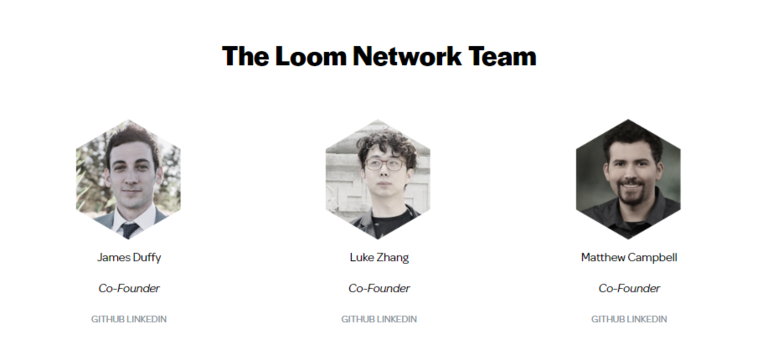 The Loom Network Team
James Duffy
Luke Zhang
Matthew Campbell
Co-Founder
Co-Founder
Co-Founder
GITHUB LINKEDIN
GITHUB LINKEDIN
GITHUB LINKEDIN